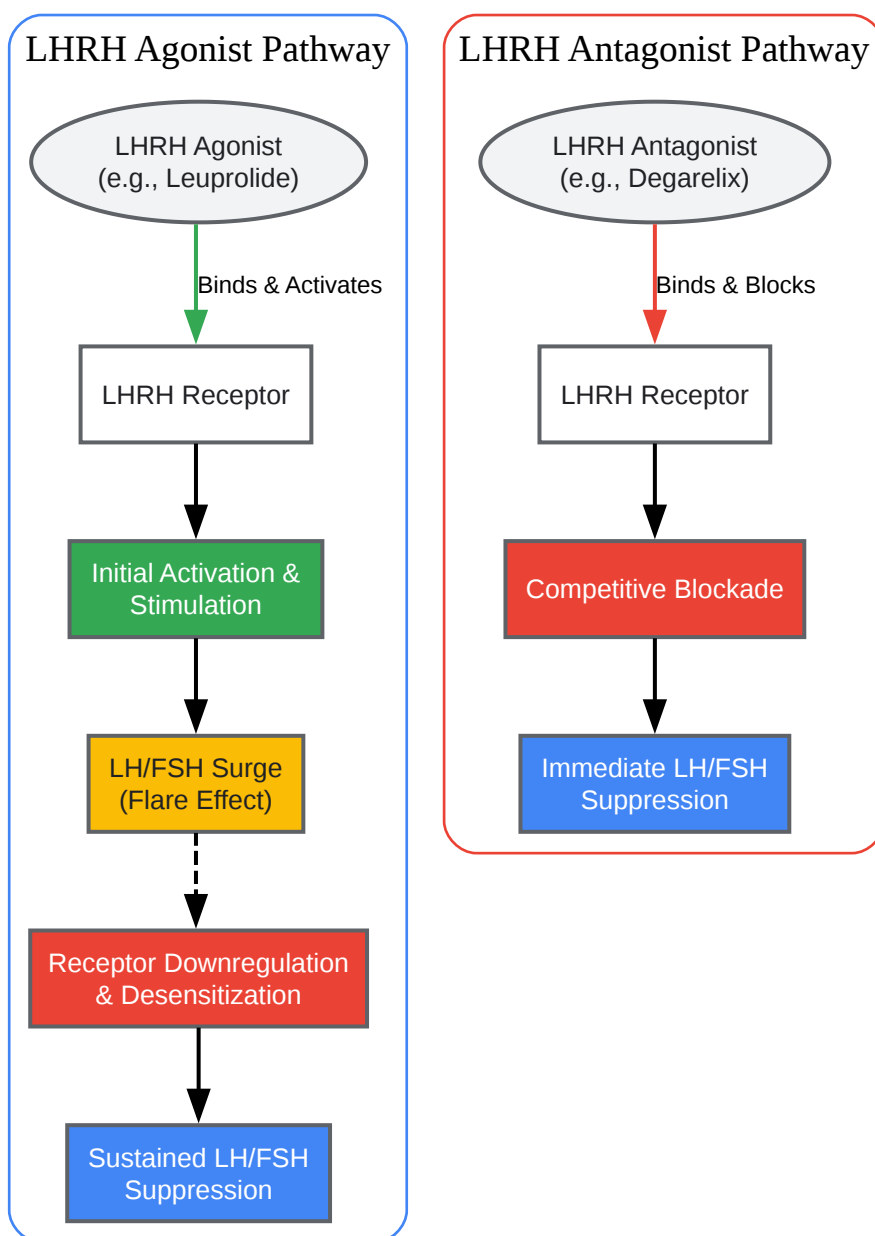 LHRH Agonist Pathway
LHRH Agonist
(e.g., Leuprolide)
Binds & Activates
LHRH Receptor
Initial Activation &
Stimulation
LH/FSH Surge
(Flare Effect)
Receptor Downregulation
& Desensitization
Sustained LH/FSH
Suppression
LHRH Antagonist Pathway
LHRH Antagonist
(e.g., Degarelix)
Binds & Blocks
LHRH Receptor
Competitive Blockade
Immediate LH/FSH
Suppression